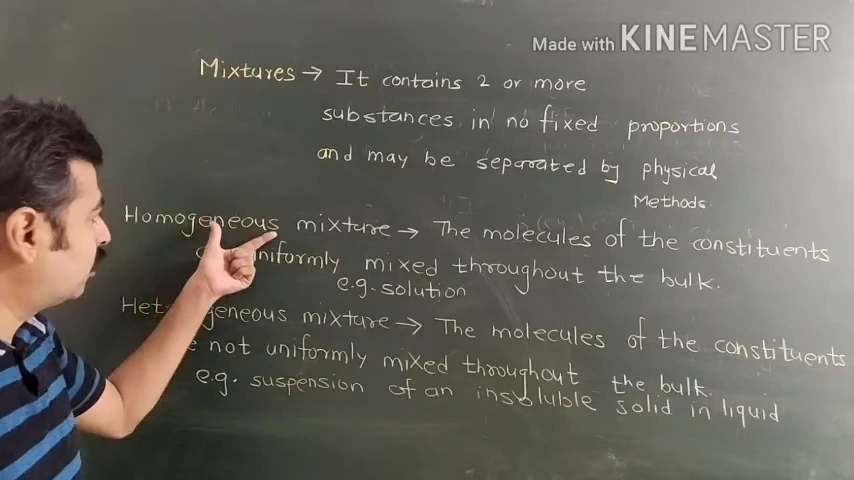 Made with KINEMASTER
Mixtures → It contains 2 or more
substances in no fixed proportions
and may be separated by physical
Methods.
Homogeneous mixture → The molecules of the constituents
uniformly mixed throughout the bulk.
e.g. solution
Het geneous mixture → The molecules of the constituents
e not uniformly mixed throughout the bulk.
e.g. suspension of an insoluble solid in liquid